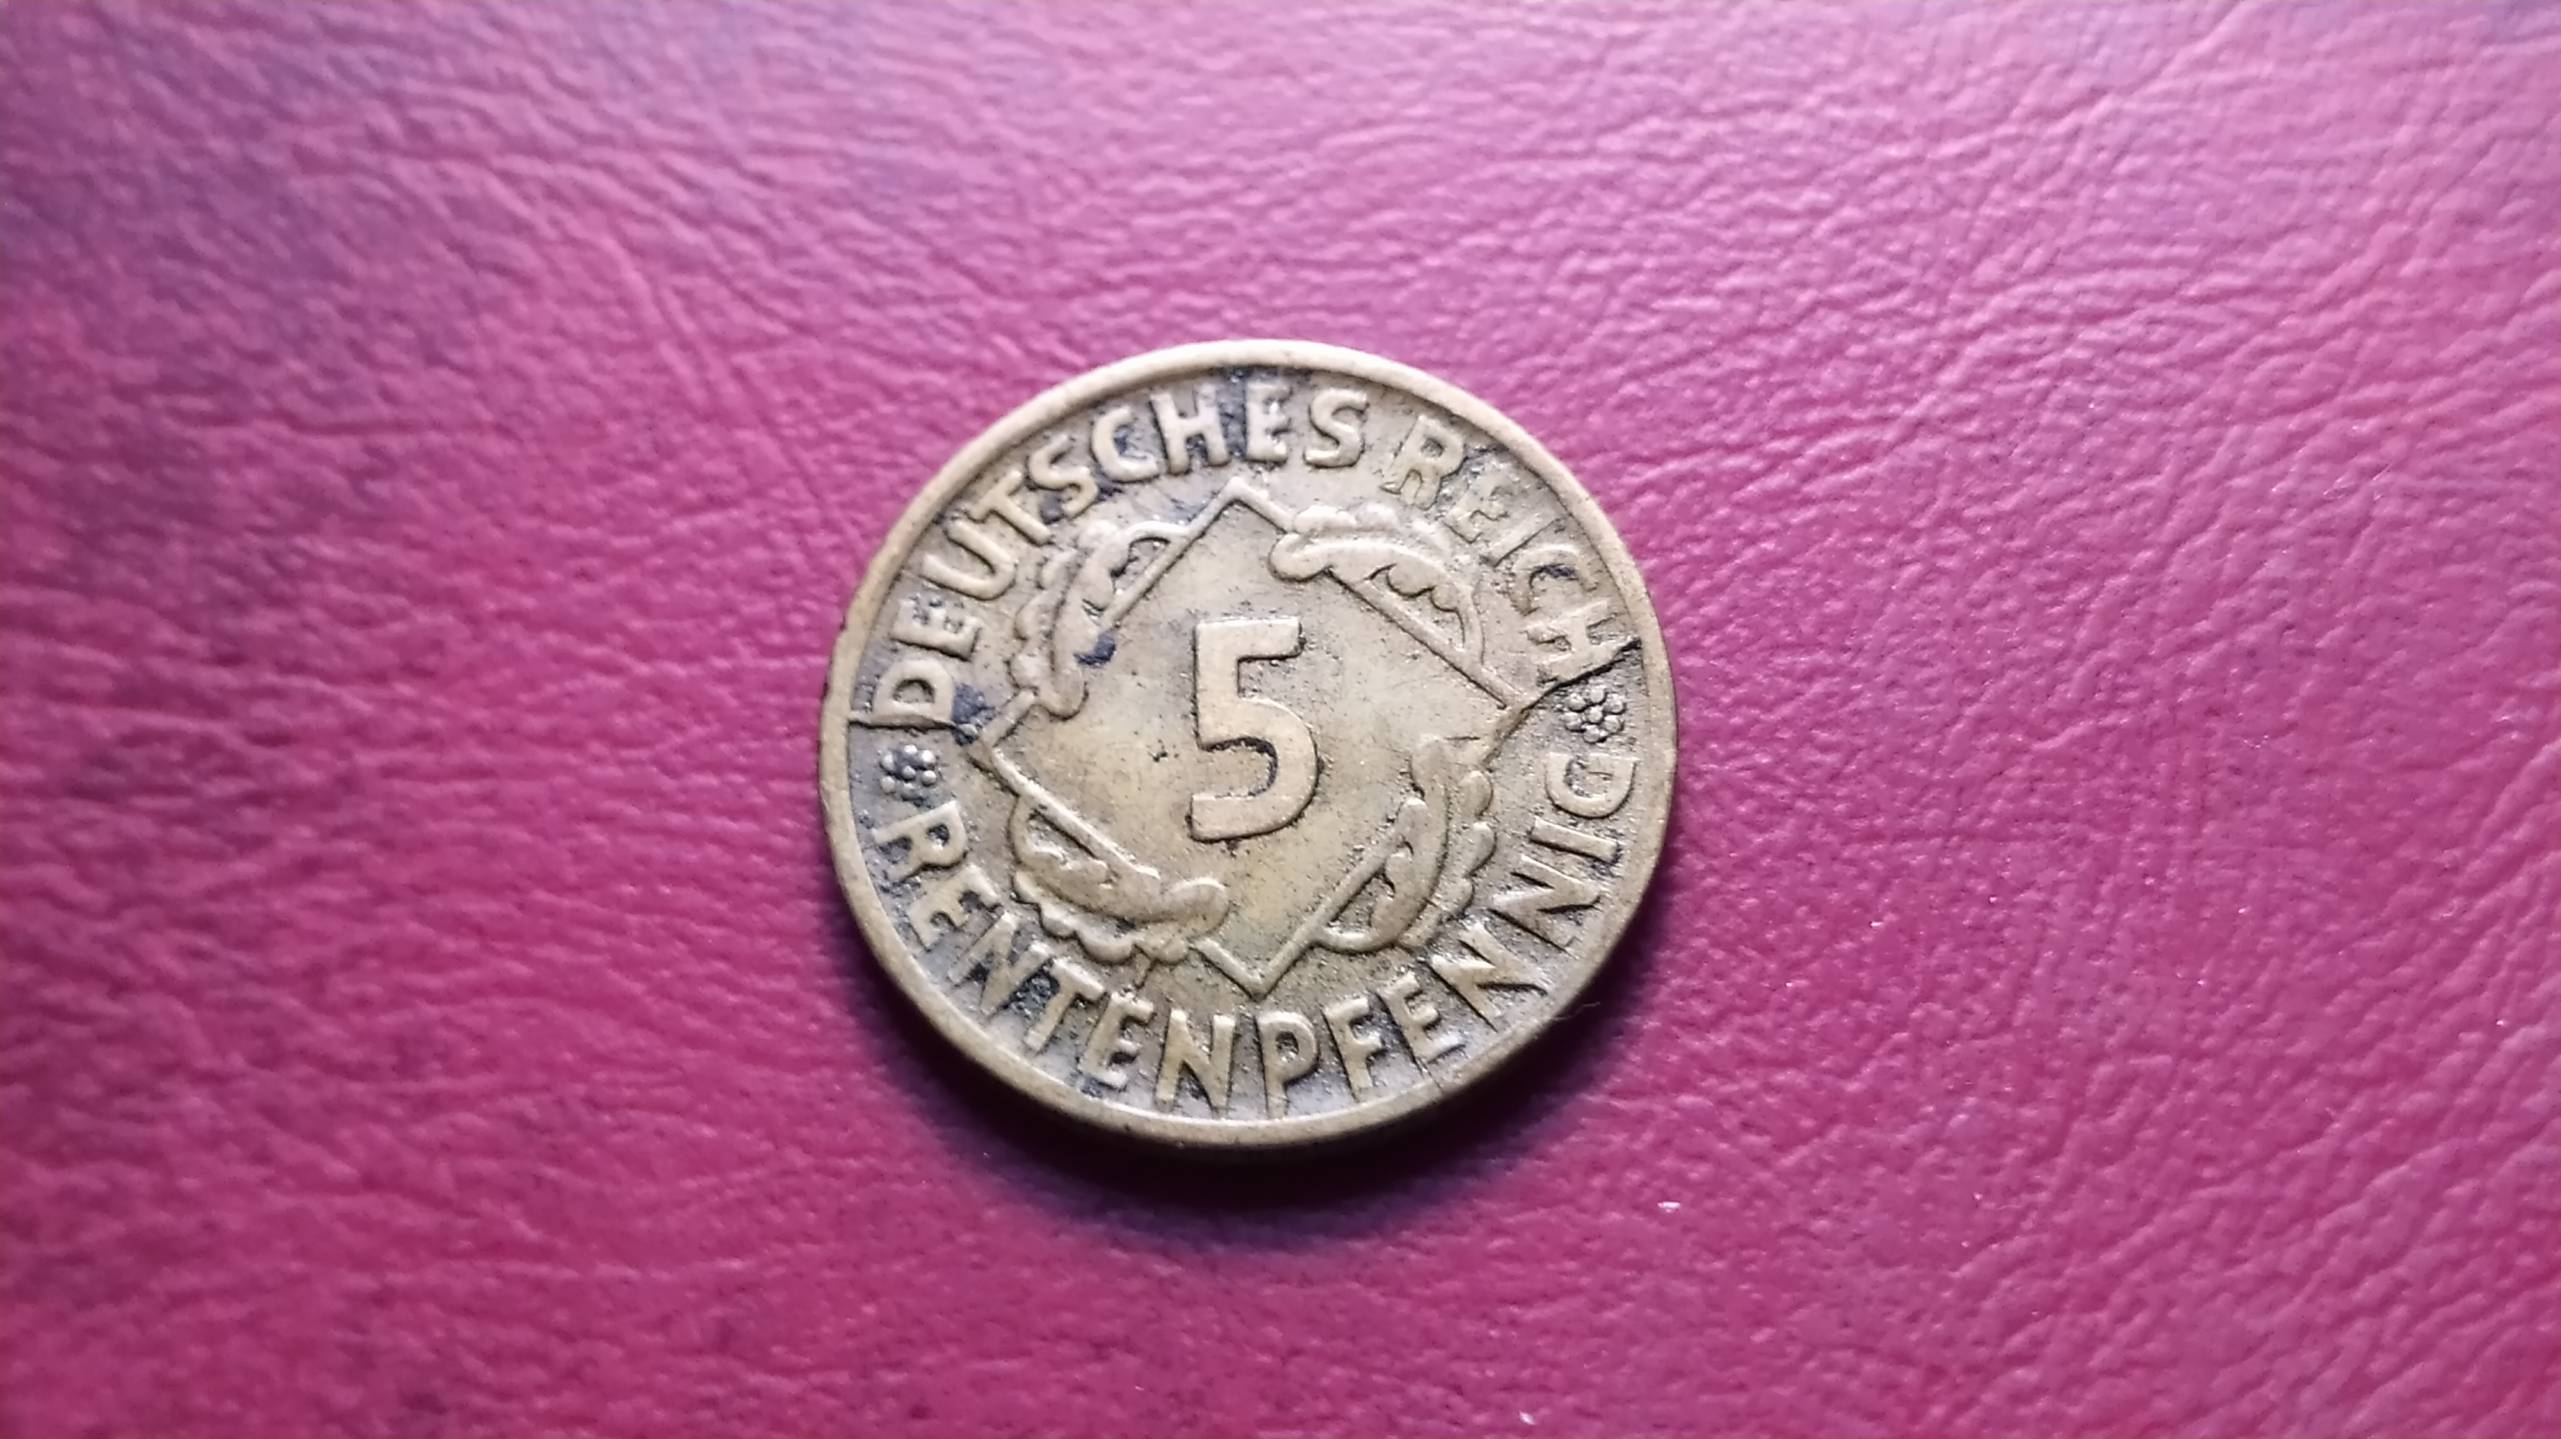 DEUTSCHES REICH
5
RENTENPFENNIG